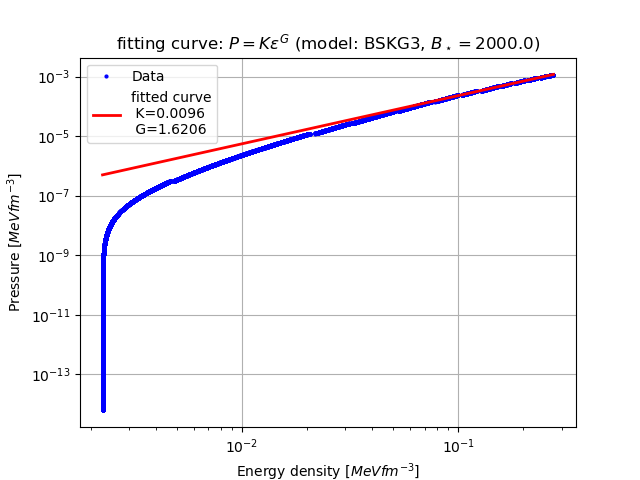 fitting curve: $P = K\epsilon^{G}$ (model: BSKG3, $B_\star = 2000.0$)
Data
fitted curve
K=0.0096
G=1.6206
10⁻³
10⁻⁵
10⁻⁷
10⁻⁹
10⁻¹¹
10⁻¹³
Pressure [MeVfm⁻³]
10⁻²
10⁻¹
Energy density [MeVfm⁻³]